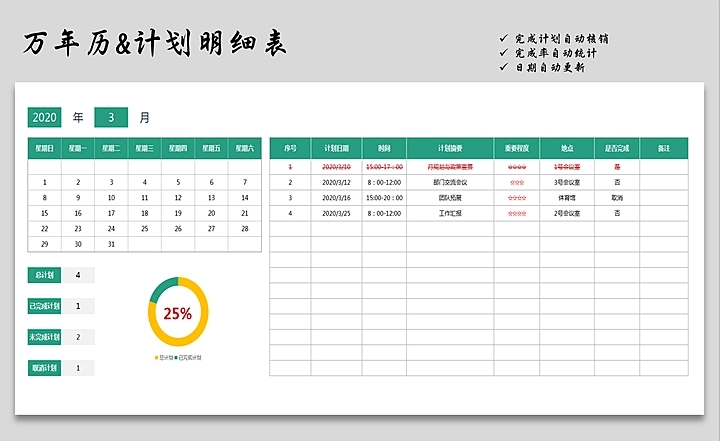 万年历&计划明细表
✓ 完成计划自动核销
✓ 完成率自动统计
✓ 日期自动更新
2020 年 3 月
星期日 星期一 星期二 星期三 星期四 星期五 星期六
1 2 3 4 5 6 7
8 9 10 11 12 13 14
15 16 17 18 19 20 21
22 23 24 25 26 27 28
29 30 31
总计划 4
已完成计划 1
未完成计划 2
取消计划 1
25%
总计划 已完成计划
序号 计划日期 时间 计划摘要 重要程度 地点 是否完成 备注
1 2020/3/10 15:00-17：00 ☆☆☆☆ 1号会议室 是
2 2020/3/12 8：00-12:00 部门交流会议 ☆☆☆ 3号会议室 否
3 2020/3/16 15:00-20：00 团队拓展 ☆☆☆☆ 体育馆 取消
4 2020/3/25 8：00-12:00 工作汇报 ☆☆☆☆ 2号会议室 否